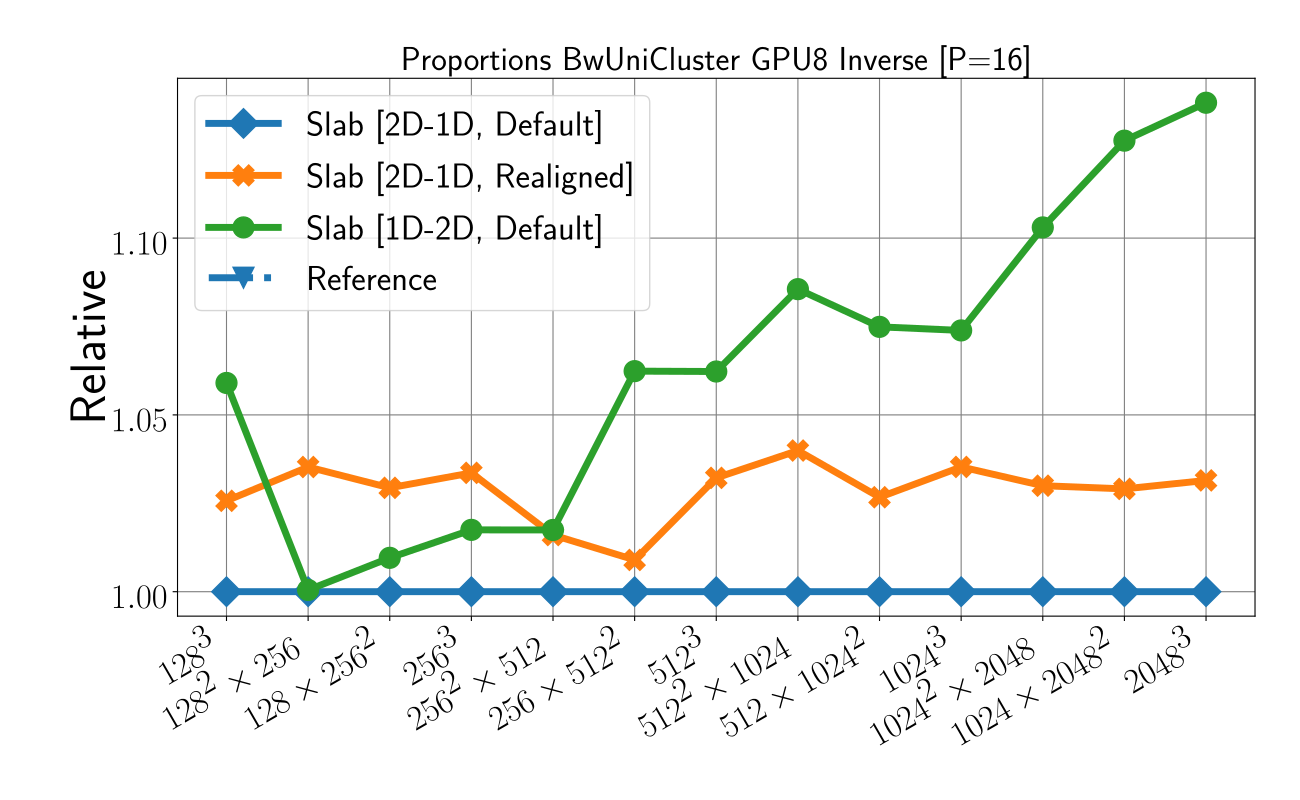 Proportions BwUniCluster GPU8 Inverse [P=16]
Slab [2D-1D, Default]
Slab [2D-1D, Realigned]
Slab [1D-2D, Default]
Reference
Relative
1.10
1.05
1.00
128³
128² × 256
128 × 256²
256³
256² × 512
256 × 512²
512³
512² × 1024
512 × 1024²
1024³
1024² × 2048
1024 × 2048²
2048³